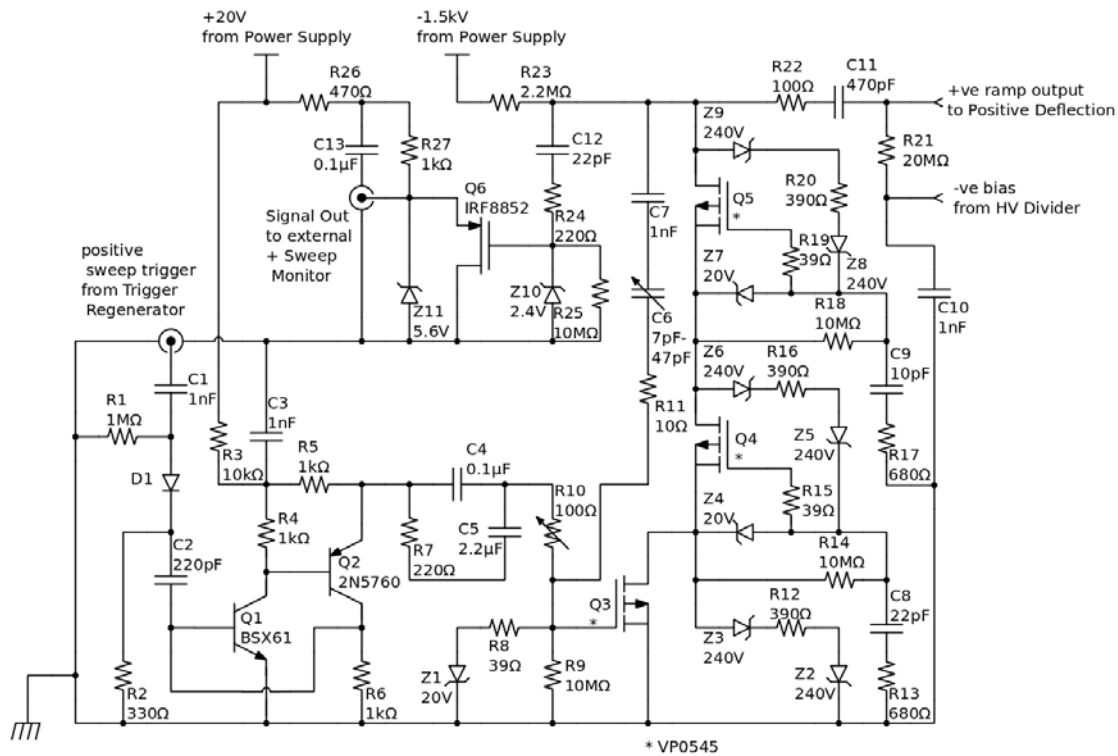 +20V
from Power Supply
-1.5kV
from Power Supply
R26
470Ω
R23
2.2MΩ
R22
100Ω
C11
470pF
+ve ramp output
to Positive Deflection
Z9
240V
C13
0.1μF
R27
1kΩ
C12
22pF
R21
20MΩ
R20
390Ω
Q6
IRF8852
Q5
*
-ve bias
from HV Divider
C7
1nF
Signal Out
to external
+ Sweep
Monitor
R24
220Ω
R19
39Ω
positive
sweep trigger
from Trigger
Regenerator
Z7
20V
Z8
240V
Z10
2.4V
Z11
5.6V
R25
10MΩ
C6
7pF-
47pF
R18
10MΩ
C10
1nF
Z6
240V
R16
390Ω
C9
10pF
C1
1nF
R1
1MΩ
C3
1nF
R11
10Ω
Q4
*
Z5
240V
R17
680Ω
R3
10kΩ
R5
1kΩ
C4
0.1μF
D1
R10
100Ω
R15
39Ω
Z4
20V
R4
1kΩ
C5
2.2μF
R7
220Ω
R14
10MΩ
C2
220pF
Q2
2N5760
R12
390Ω
C8
22pF
Q1
BSX61
Q3
*
R8
39Ω
Z3
240V
Z1
20V
R9
10MΩ
Z2
240V
R2
330Ω
R6
1kΩ
R13
680Ω
* VP0545